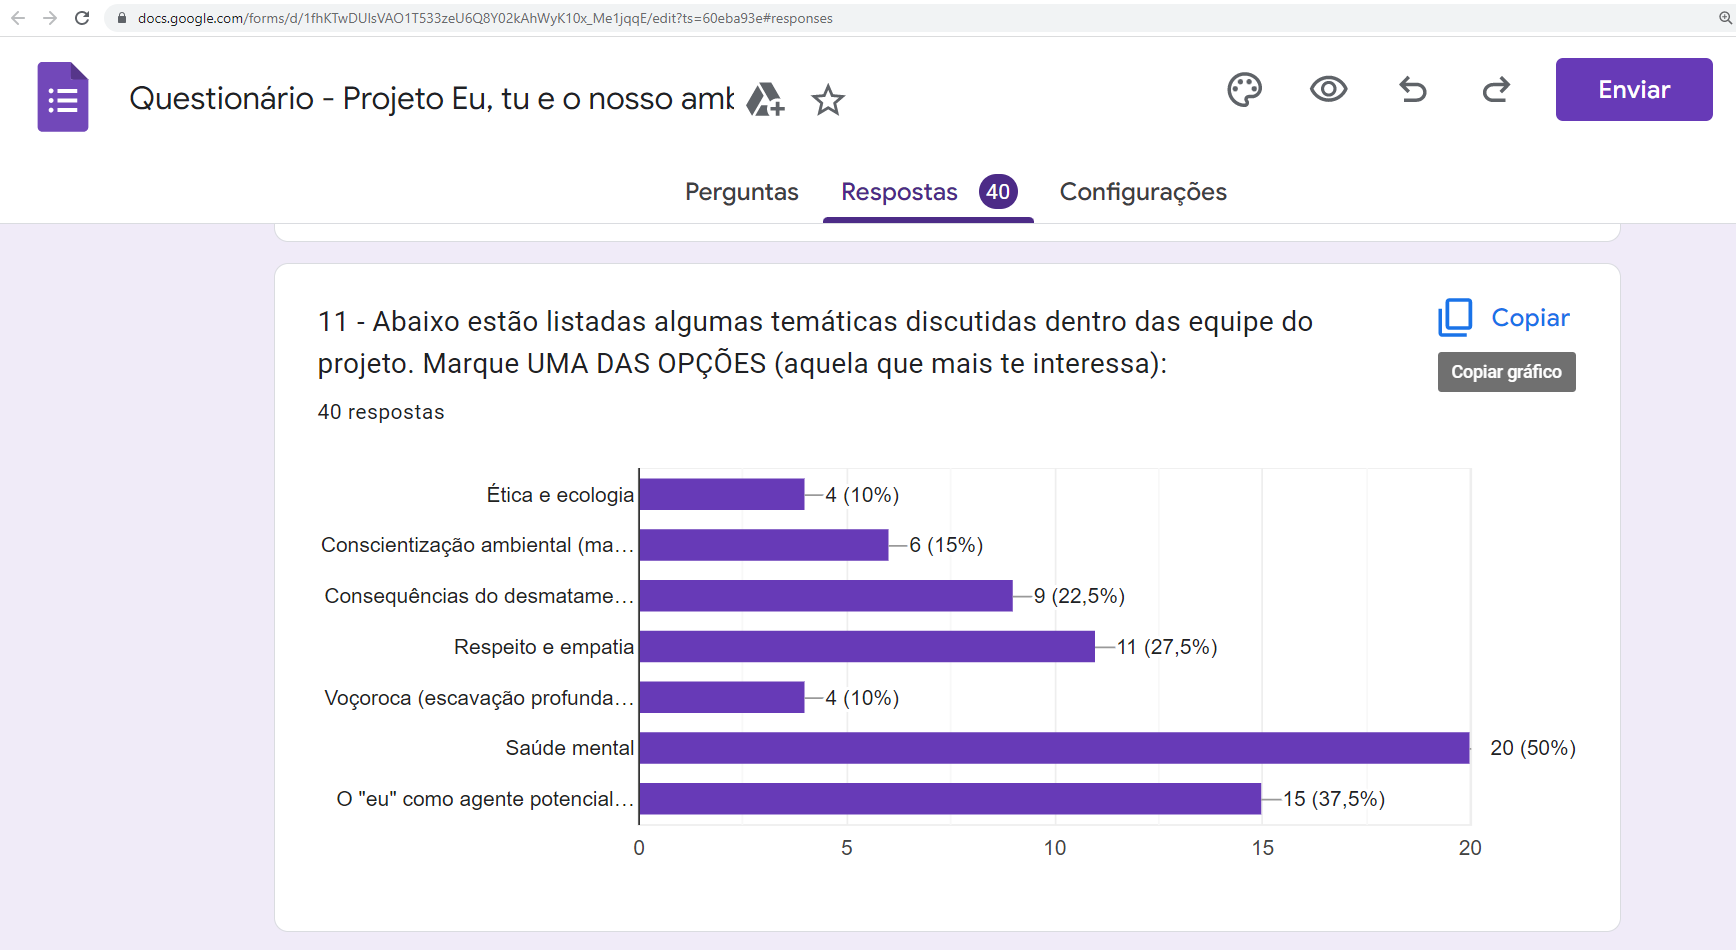 docs.google.com/forms/d/1fhKTwDUIsVAO1T533zeU6Q8Y02kAhWyK10x_Me1jqqE/edit?ts=60eba93e#responses
Questionário - Projeto Eu, tu e o nosso amb
Enviar
Perguntas Respostas 40 Configurações
11 - Abaixo estão listadas algumas temáticas discutidas dentro das equipe do
projeto. Marque UMA DAS OPÇÕES (aquela que mais te interessa):
Copiar
Copiar gráfico
40 respostas
Ética e ecologia 4 (10%)
Conscientização ambiental (ma… 6 (15%)
Consequências do desmatame… 9 (22,5%)
Respeito e empatia 11 (27,5%)
Voçoroca (escavação profunda… 4 (10%)
Saúde mental 20 (50%)
O "eu" como agente potencial… 15 (37,5%)
0 5 10 15 20